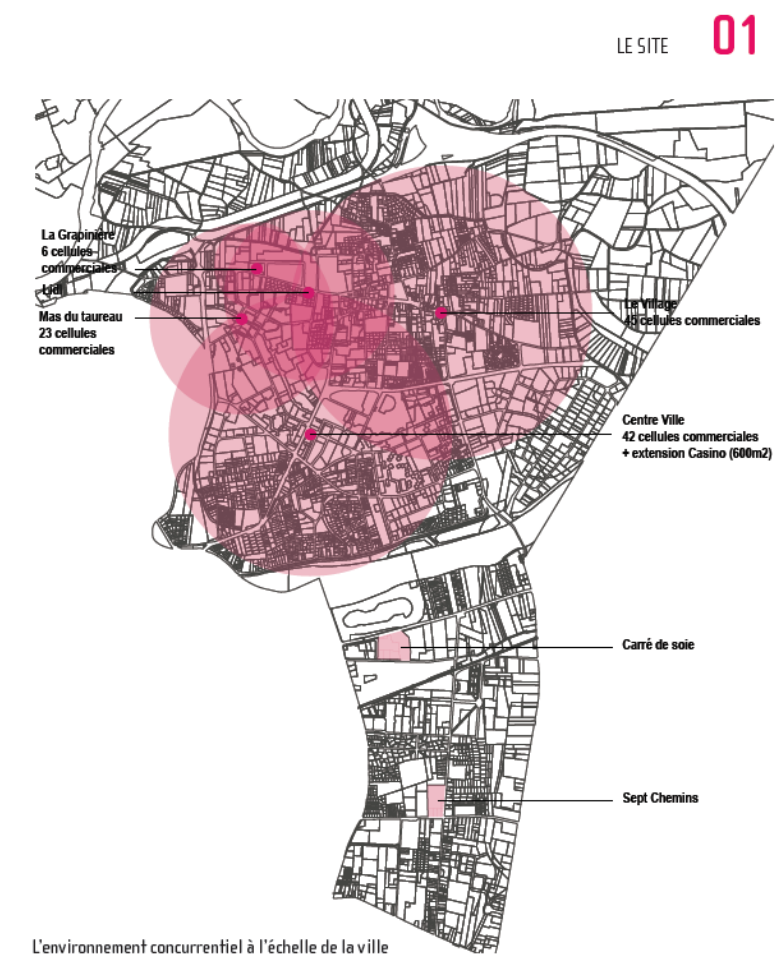 LE SITE 01
La Grapinière
6 cellules
commerciales
Lidl
Mas du taureau
23 cellules
commerciales
Le Village
45 cellules commerciales
Centre Ville
42 cellules commerciales
+ extension Casino (600m2)
Carré de soie
Sept Chemins
L'environnement concurrentiel à l'échelle de la ville